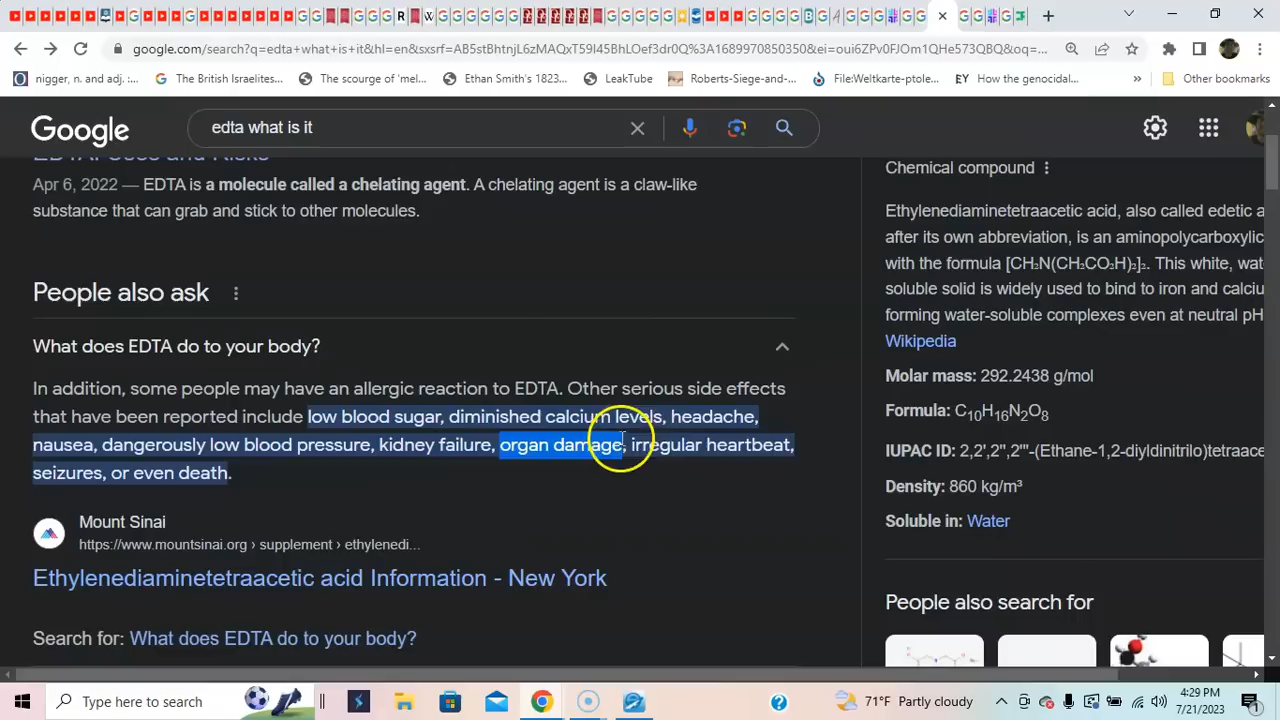 google.com/search?q=edta+what+is+it&hl=en&sxsrf=AB5stBhtnjL6zMAQxT59I45BhLOef3dr0Q%3A1689970850350&ei=oui6ZPv0FJOm1QHe573QBQ&oq=...
nigger, n. and adj. :...
The British Israelites...
The scourge of 'mel...
Ethan Smith's 1823...
LeakTube
Roberts-Siege-and-...
File:Weltkarte-ptole...
EY
How the genocidal...
»
Other bookmarks
Google
edta what is it
EDTA: Uses and Risks
Apr 6, 2022 — EDTA is a molecule called a chelating agent. A chelating agent is a claw-like
substance that can grab and stick to other molecules.
People also ask
What does EDTA do to your body?
In addition, some people may have an allergic reaction to EDTA. Other serious side effects
that have been reported include low blood sugar, diminished calcium levels, headache,
nausea, dangerously low blood pressure, kidney failure, organ damage, irregular heartbeat,
seizures, or even death.
Mount Sinai
https://www.mountsinai.org › supplement › ethylenedi...
Ethylenediaminetetraacetic acid Information - New York
Search for: What does EDTA do to your body?
Chemical compound
Ethylenediaminetetraacetic acid, also called edetic a
after its own abbreviation, is an aminopolycarboxylic
with the formula [CH₂N(CH₂CO₂H)₂]₂. This white, wat
soluble solid is widely used to bind to iron and calciu
forming water-soluble complexes even at neutral pH
Wikipedia
Molar mass: 292.2438 g/mol
Formula: C₁₀H₁₆N₂O₈
IUPAC ID: 2,2′,2″,2‴-(Ethane-1,2-diyldinitrilo)tetraace
Density: 860 kg/m³
Soluble in: Water
People also search for
Type here to search
71°F Partly cloudy
4:29 PM
7/21/2023